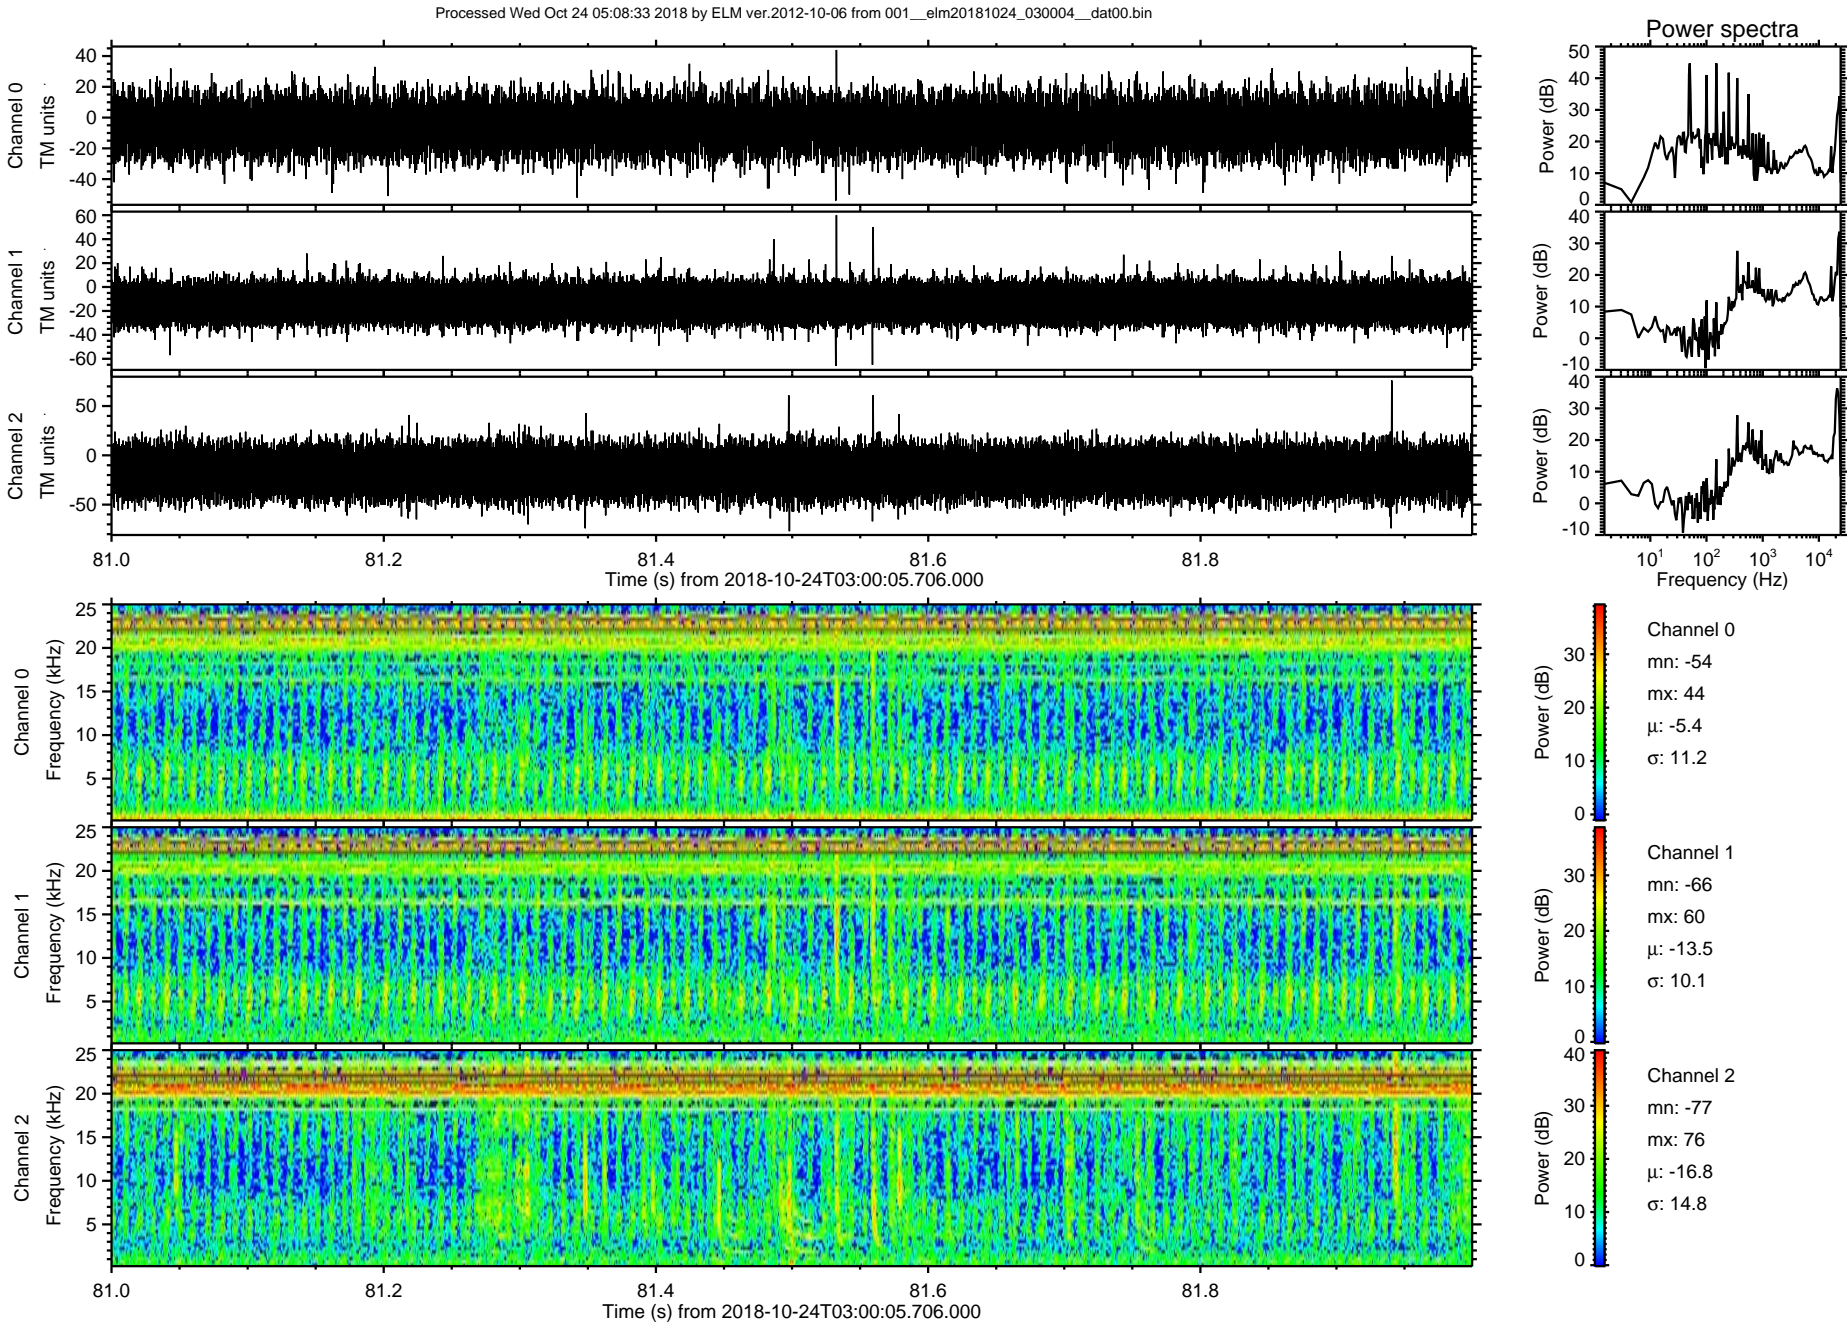 Processed Wed Oct 24 05:08:33 2018 by ELM ver.2012-10-06 from 001__elm20181024_030004__dat00.bin
Power spectra
Channel 0
TM units
40
20
0
-20
-40
Power (dB)
50
40
30
20
10
0
Channel 1
TM units
60
40
20
0
-20
-40
-60
Power (dB)
40
30
20
10
0
-10
Channel 2
TM units
50
0
-50
Power (dB)
40
30
20
10
0
-10
81.0 81.2 81.4 81.6 81.8
Time (s) from 2018-10-24T03:00:05.706.000
10¹ 10² 10³ 10⁴
Frequency (Hz)
Channel 0
Frequency (kHz)
25
20
15
10
5
Power (dB)
30
20
10
0
Channel 0
mn: -54
mx: 44
μ: -5.4
σ: 11.2
Channel 1
Frequency (kHz)
25
20
15
10
5
Power (dB)
30
20
10
0
Channel 1
mn: -66
mx: 60
μ: -13.5
σ: 10.1
Channel 2
Frequency (kHz)
25
20
15
10
5
Power (dB)
40
30
20
10
0
Channel 2
mn: -77
mx: 76
μ: -16.8
σ: 14.8
81.0 81.2 81.4 81.6 81.8
Time (s) from 2018-10-24T03:00:05.706.000